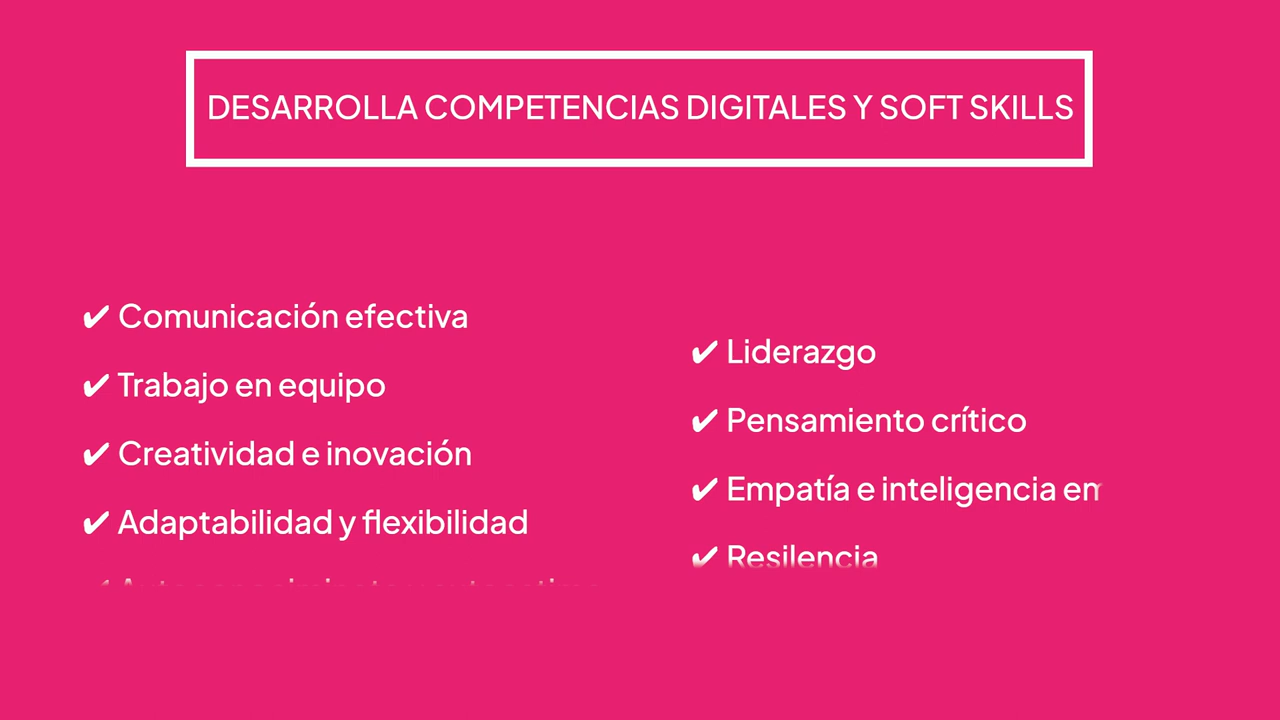 DESARROLLA COMPETENCIAS DIGITALES Y SOFT SKILLS
✔ Comunicación efectiva
✔ Trabajo en equipo
✔ Creatividad e inovación
✔ Adaptabilidad y flexibilidad
✔ Liderazgo
✔ Pensamiento crítico
✔ Empatía e inteligencia
✔ Resilencia